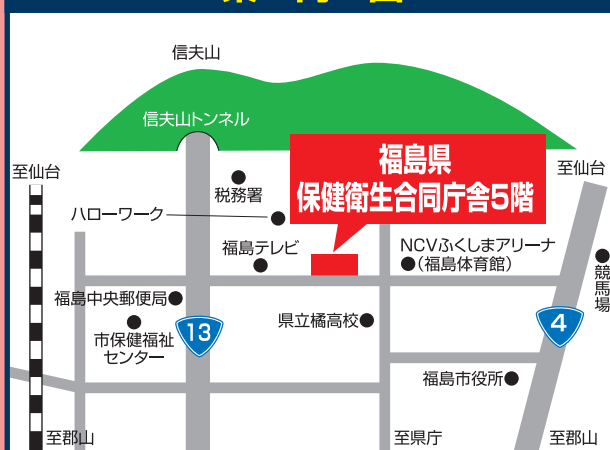 案内図
信夫山
信夫山トンネル
福島県
保健衛生合同庁舎5階
至仙台
至仙台
税務署
ハローワーク
福島テレビ
NCVふくしまアリーナ
(福島体育館)
競馬場
福島中央郵便局
市保健福祉
センター
13
県立橘高校
4
福島市役所
至郡山
至県庁
至郡山